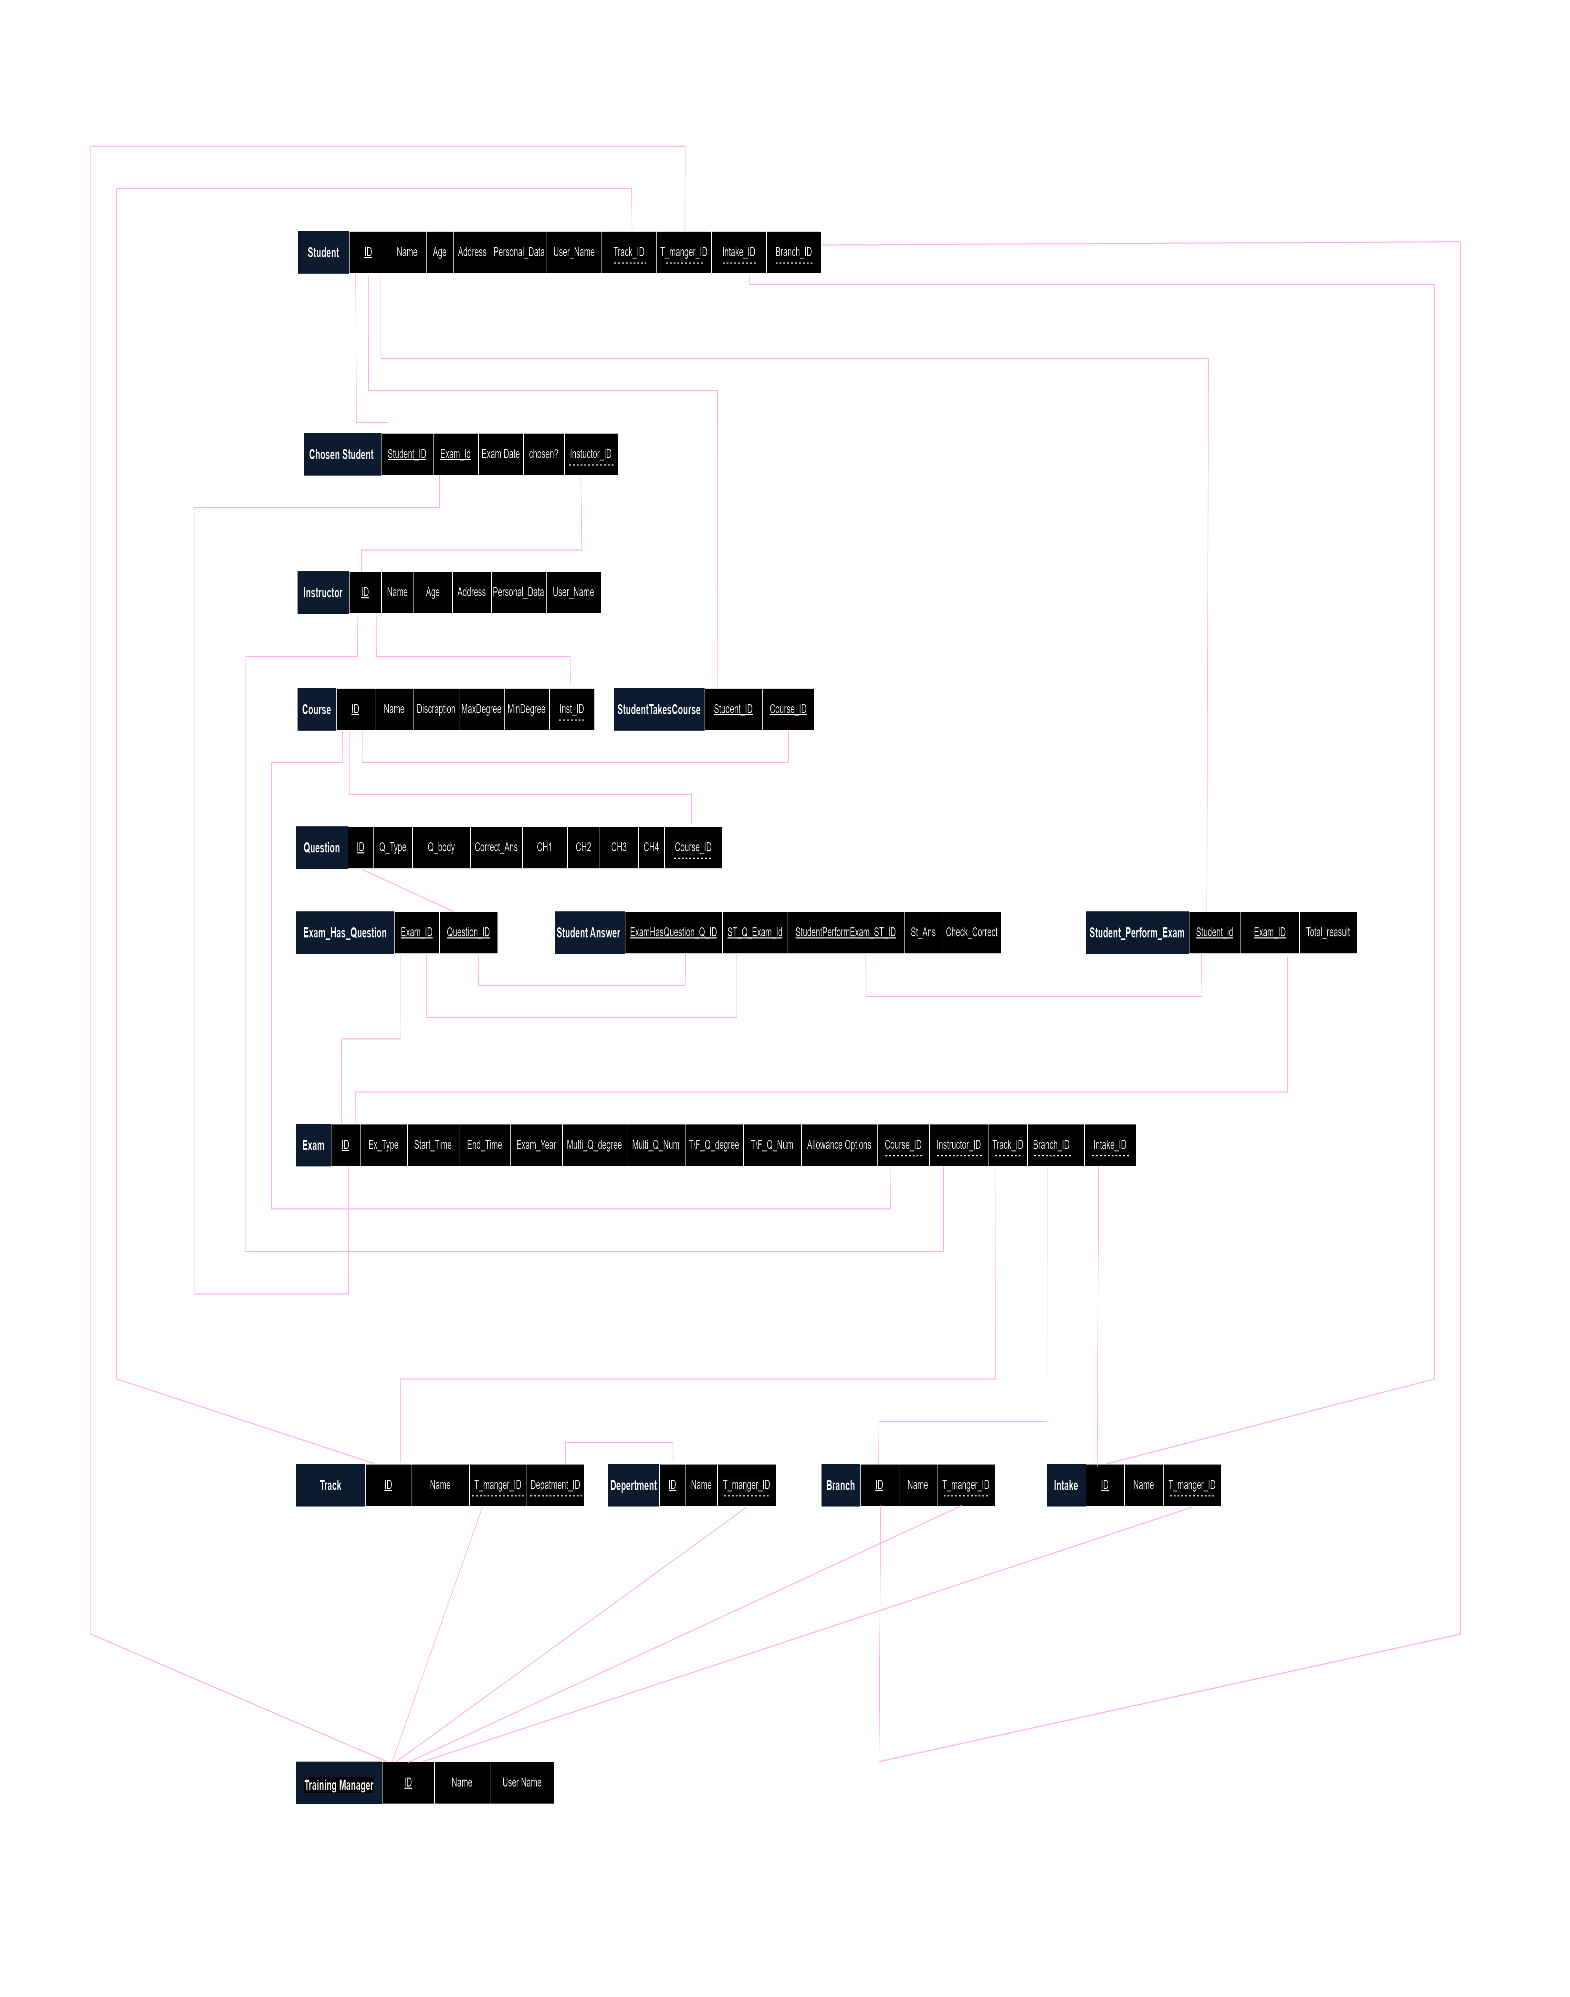 Student ID Name Age Address Personal_Data User_Name Track_ID T_manger_ID Intake_ID Branch_ID
Chosen Student Student_ID Exam_Id Exam Date chosen? Instuctor_ID
Instructor ID Name Age Address Personal_Data User_Name
Course ID Name Discraption MaxDegree MinDegree Inst_ID
StudentTakesCourse Student_ID Course_ID
Question ID Q_Type Q_body Correct_Ans CH1 CH2 CH3 CH4 Course_ID
Exam_Has_Question Exam_ID Question_ID
Student Answer ExamHasQuestion_Q_ID ST_Q_Exam_Id StudentPerformExam_ST_ID St_Ans Check_Correct
Student_Perform_Exam Student_id Exam_ID Total_reasult
Exam ID Ex_Type Start_Time End_Time Exam_Year Multi_Q_degree Multi_Q_Num T\F_Q_degree T\F_Q_Num Allowance Options Course_ID Instructor_ID Track_ID Branch_ID Intake_ID
Track ID Name T_manger_ID Depatment_ID
Depertment ID Name T_manger_ID
Branch ID Name T_manger_ID
Intake ID Name T_manger_ID
Training Manager ID Name User Name